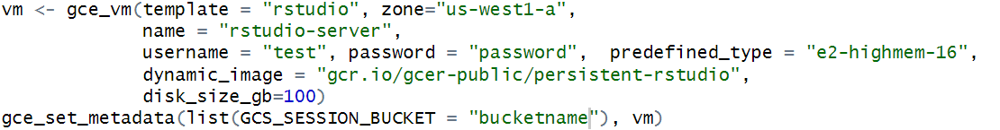 vm <- gce_vm(template = "rstudio", zone="us-west1-a",
name = "rstudio-server",
username = "test", password = "password",  predefined_type = "e2-highmem-16",
dynamic_image = "gcr.io/gcer-public/persistent-rstudio",
disk_size_gb=100)
gce_set_metadata(list(GCS_SESSION_BUCKET = "bucketname"), vm)